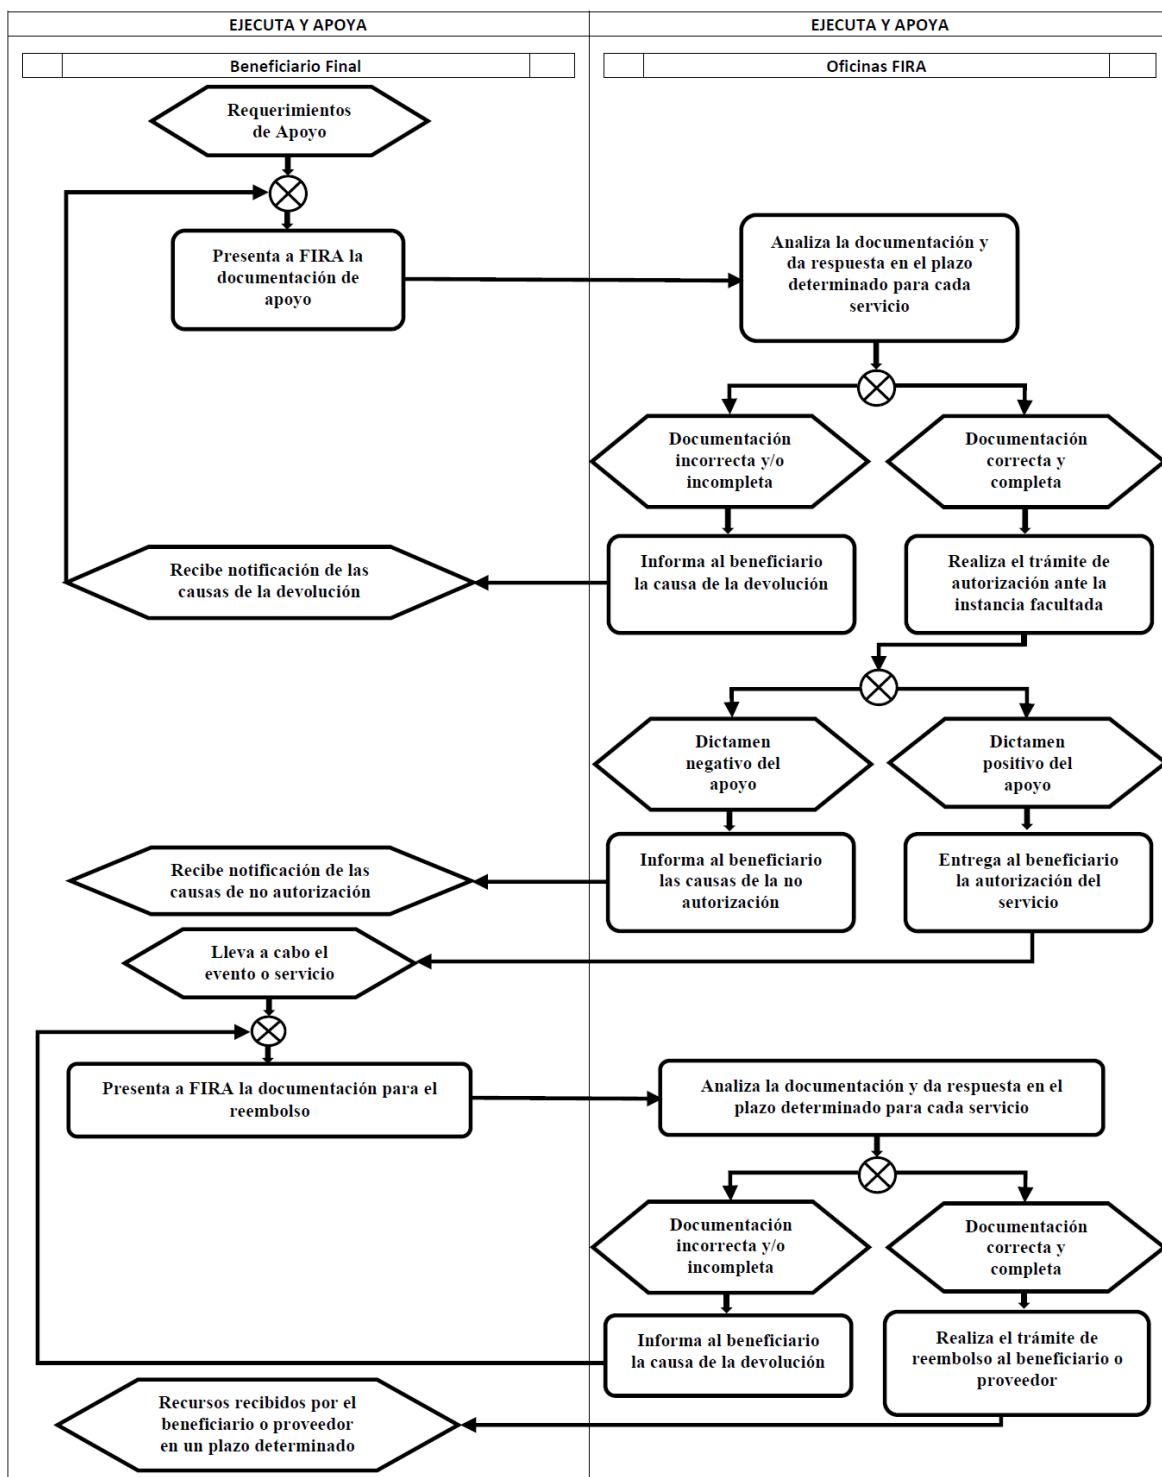 EJECUTA Y APOYA
EJECUTA Y APOYA
Beneficiario Final
Oficinas FIRA
Requerimientos
de Apoyo
Presenta a FIRA la
documentación de
apoyo
Analiza la documentación y
da respuesta en el plazo
determinado para cada
servicio
Documentación
incorrecta y/o
incompleta
Documentación
correcta y
completa
Recibe notificación de las
causas de la devolución
Informa al beneficiario
la causa de la devolución
Realiza el trámite de
autorización ante la
instancia facultada
Dictamen
negativo del
apoyo
Dictamen
positivo del
apoyo
Recibe notificación de las
causas de no autorización
Informa al beneficiario
las causas de la no
autorización
Entrega al beneficiario
la autorización del
servicio
Lleva a cabo el
evento o servicio
Presenta a FIRA la documentación para el
reembolso
Analiza la documentación y da respuesta en el
plazo determinado para cada servicio
Documentación
incorrecta y/o
incompleta
Documentación
correcta y
completa
Informa al beneficiario
la causa de la devolución
Realiza el trámite de
reembolso al beneficiario o
proveedor
Recursos recibidos por el
beneficiario o proveedor
en un plazo determinado